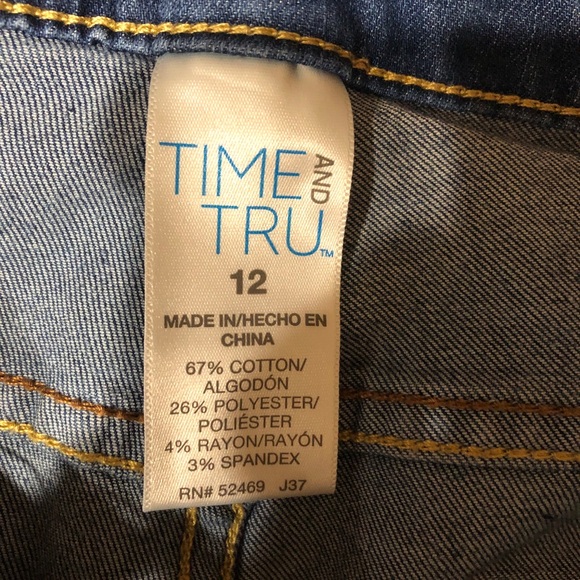 TIME AND
TRU™
12
MADE IN/HECHO EN
CHINA
67% COTTON/
ALGODÓN
26% POLYESTER/
POLIÉSTER
4% RAYON/RAYÓN
3% SPANDEX
RN# 52469 J37